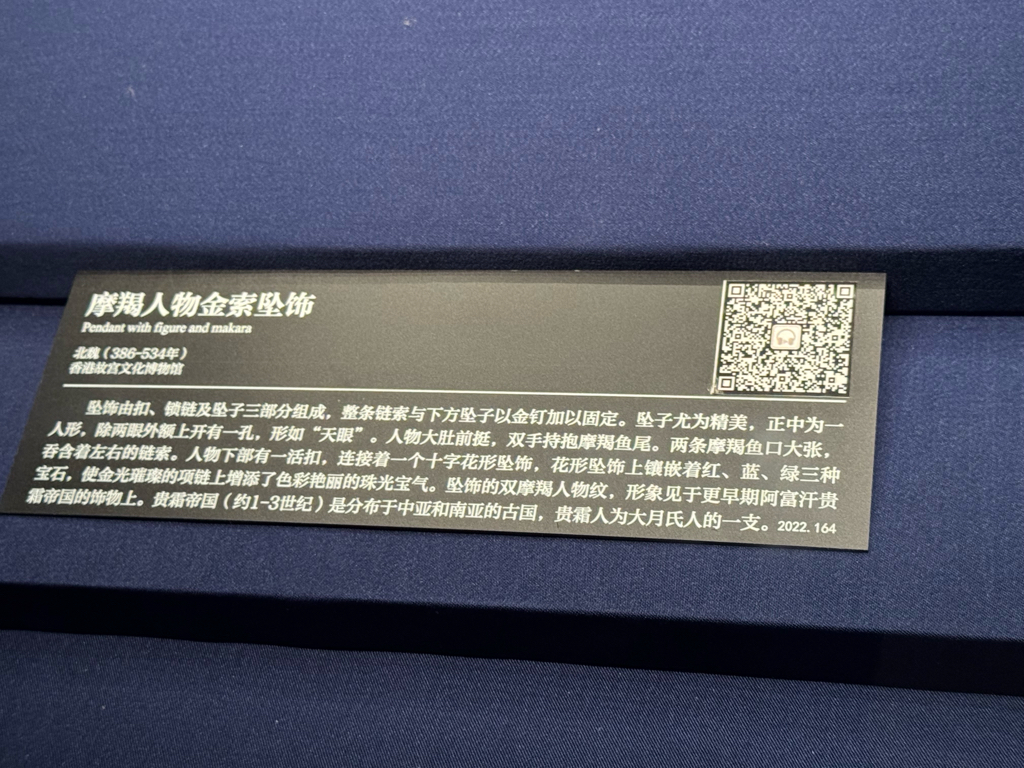 摩羯人物金索坠饰
Pendant with figure and makara
北魏（386-534年）
香港故宫文化博物馆
坠饰由扣、锁链及坠子三部分组成，整条链索与下方坠子以金钉加以固定。坠子尤为精美，正中为一
人形，除两眼外额上开有一孔，形如“天眼”。人物大肚前挺，双手持抱摩羯鱼尾。两条摩羯鱼口大张，
吞含着左右的链索。人物下部有一活扣，连接着一个十字花形坠饰，花形坠饰上镶嵌着红、蓝、绿三种
宝石，使金光璀璨的项链上增添了色彩艳丽的珠光宝气。坠饰的双摩羯人物纹，形象见于更早期阿富汗贵
霜帝国的饰物上。贵霜帝国（约1-3世纪）是分布于中亚和南亚的古国，贵霜人为大月氏人的一支。2022.164